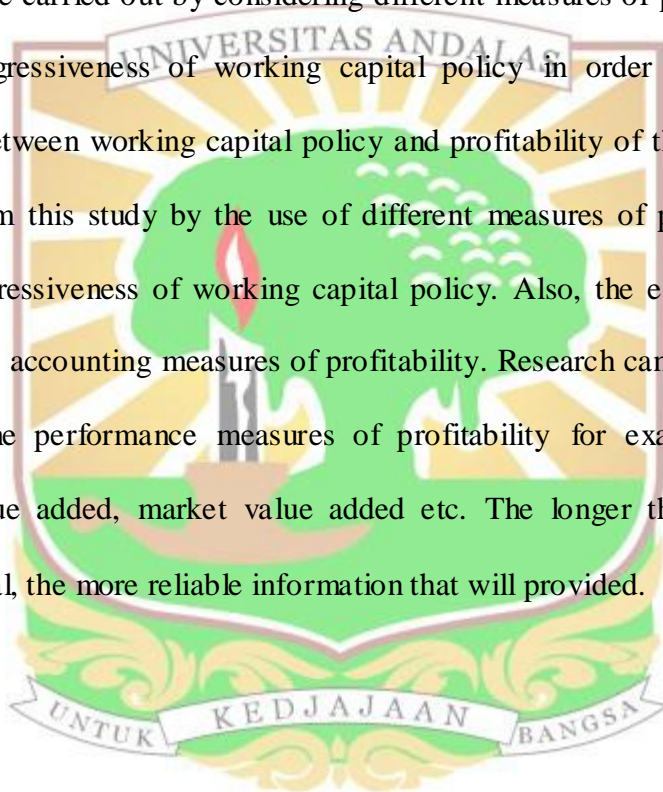 e carried out by considering different measures of p
UNIVERSITAS ANDALAS
gressiveness of working capital policy in order
etween working capital policy and profitability of th
m this study by the use of different measures of p
ressiveness of working capital policy. Also, the e
accounting measures of profitability. Research can
ne performance measures of profitability for exa
ue added, market value added etc. The longer th
l, the more reliable information that will provided.
UNTUK KEDJAJAAN BANGSA